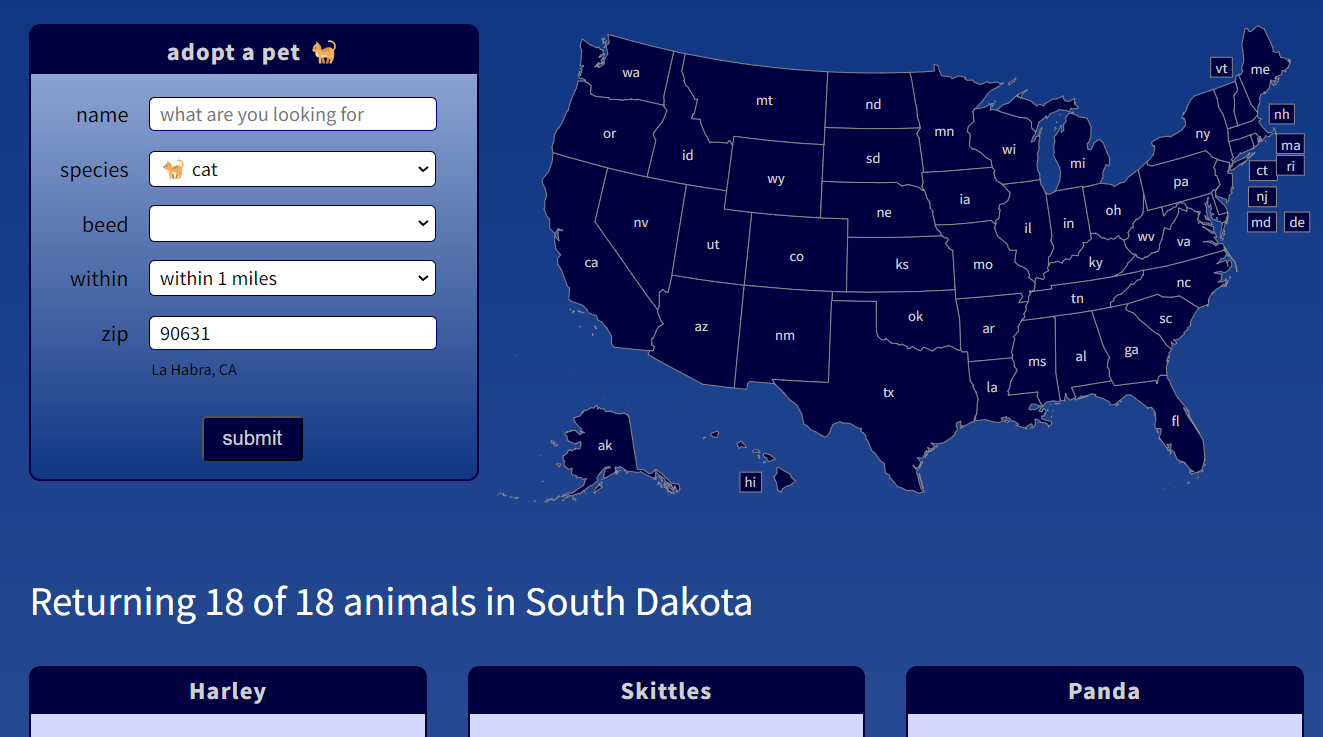 adopt a pet
name what are you looking for
species cat
beed
within within 1 miles
zip 90631
La Habra, CA
submit
wa
mt
nd
mn
vt
me
or
id
sd
wi
mi
ny
nh
ma
wy
ia
pa
ct
ri
nv
ne
il
in
oh
nj
ut
wv
va
md
de
ca
co
ks
mo
ky
nc
az
nm
ok
ar
tn
sc
ms
al
ga
tx
la
fl
ak
hi
Returning 18 of 18 animals in South Dakota
Harley
Skittles
Panda